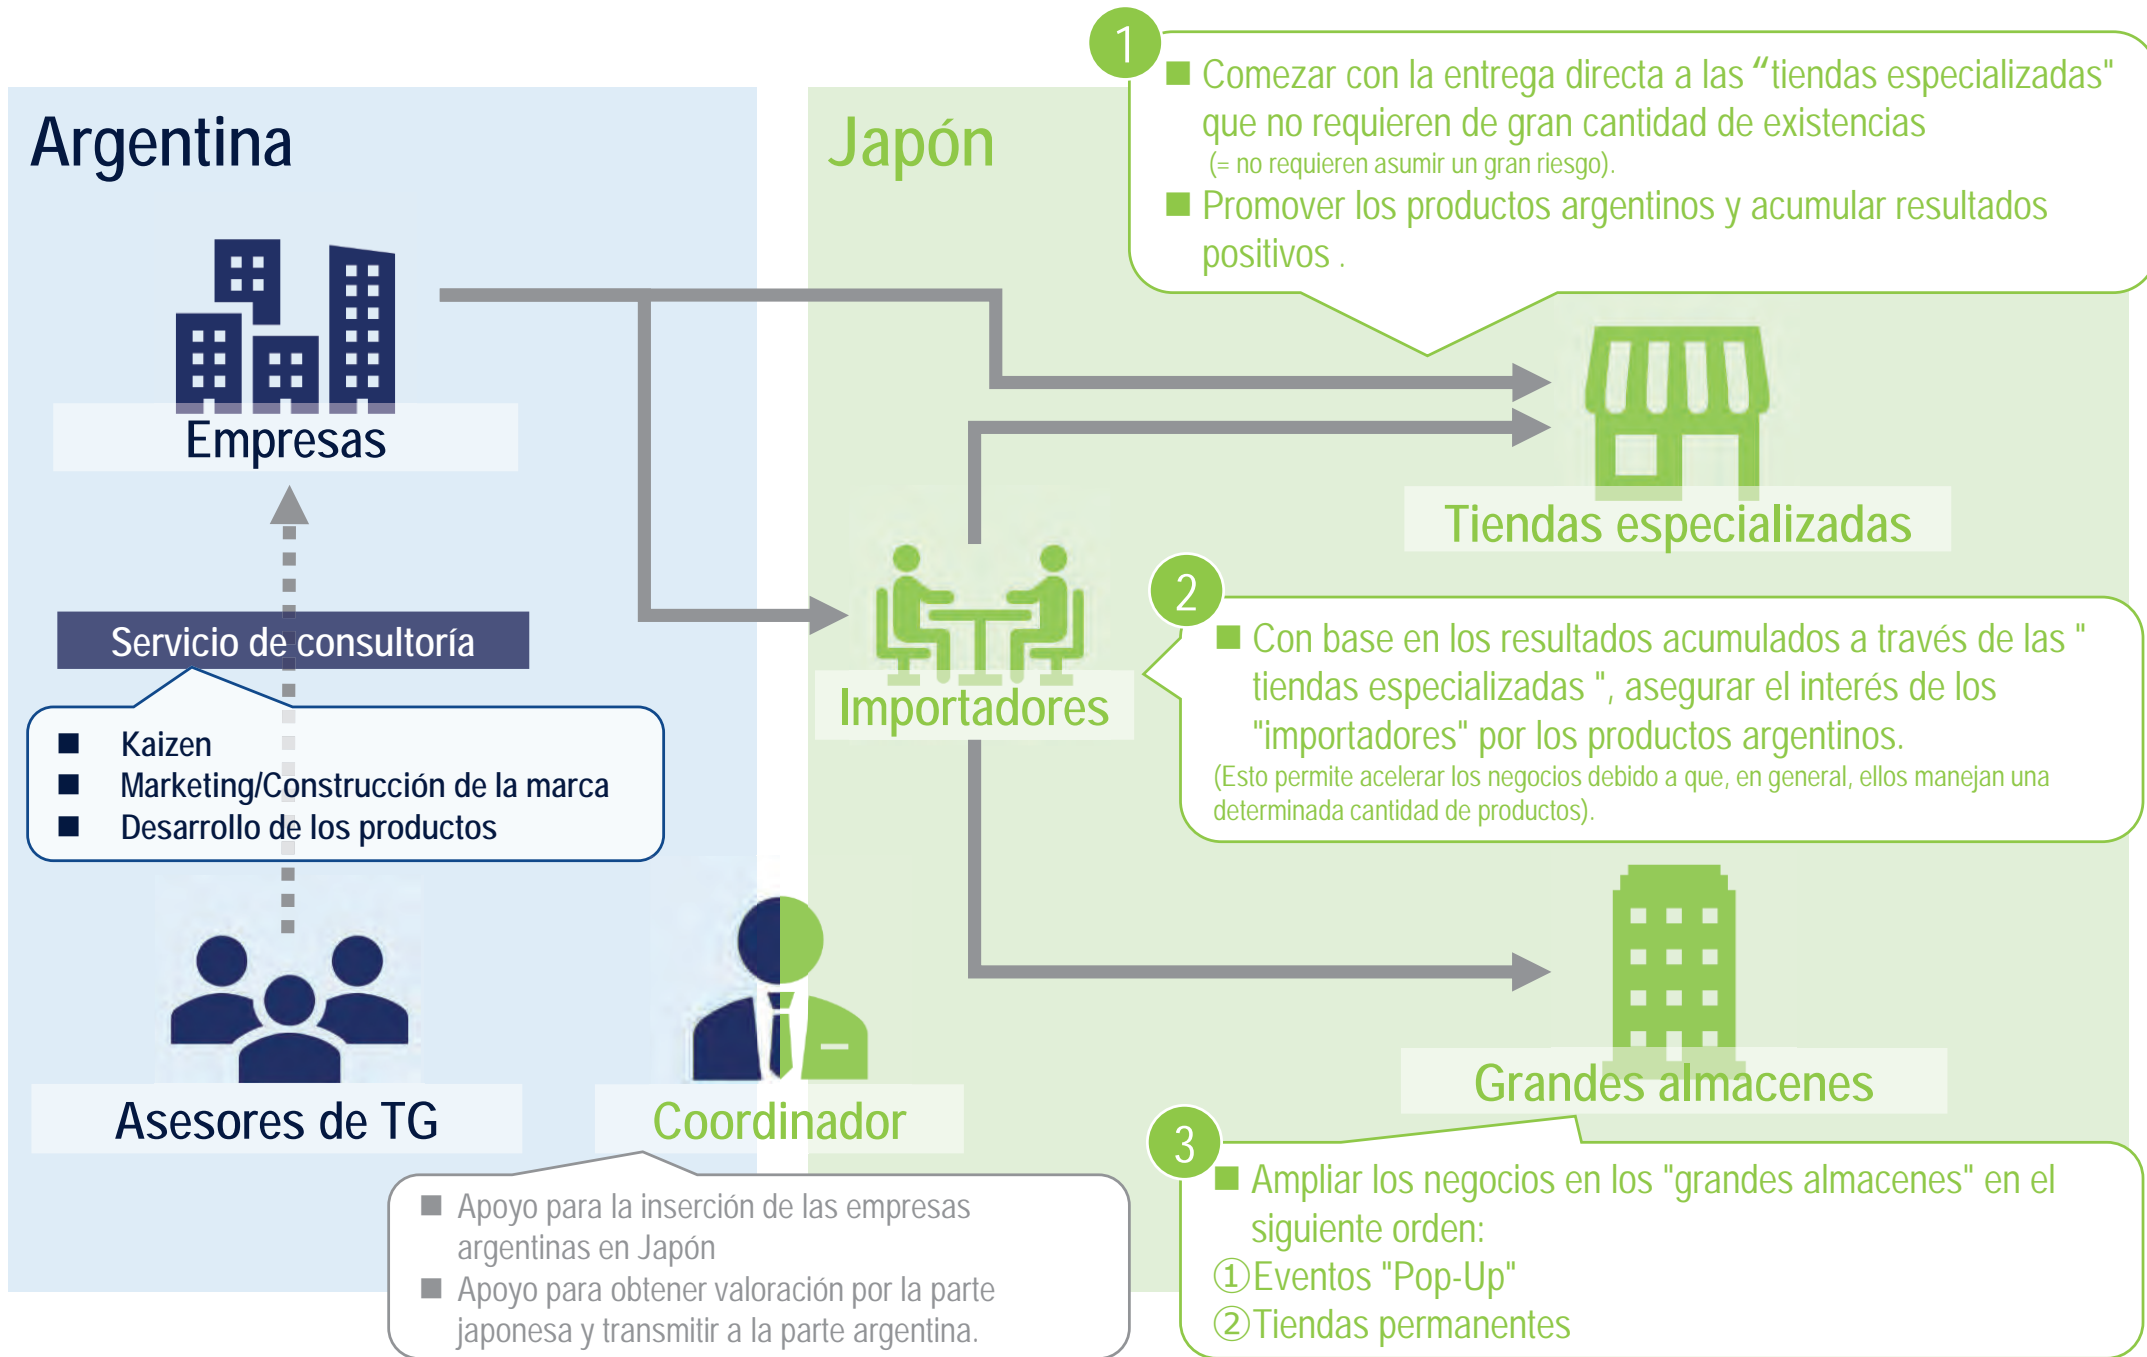 Argentina
Empresas
Servicio de consultoría
■ Kaizen
■ Marketing/Construcción de la marca
■ Desarrollo de los productos
Asesores de TG
Coordinador
■ Apoyo para la inserción de las empresas
argentinas en Japón
■ Apoyo para obtener valoración por la parte
japonesa y transmitir a la parte argentina.
Japón
1
■ Comezar con la entrega directa a las “tiendas especializadas"
que no requieren de gran cantidad de existencias
(= no requieren asumir un gran riesgo).
■ Promover los productos argentinos y acumular resultados
positivos .
Tiendas especializadas
Importadores
2
■ Con base en los resultados acumulados a través de las "
tiendas especializadas ", asegurar el interés de los
"importadores" por los productos argentinos.
(Esto permite acelerar los negocios debido a que, en general, ellos manejan una
determinada cantidad de productos).
Grandes almacenes
3
■ Ampliar los negocios en los "grandes almacenes" en el
siguiente orden:
①Eventos "Pop-Up"
②Tiendas permanentes